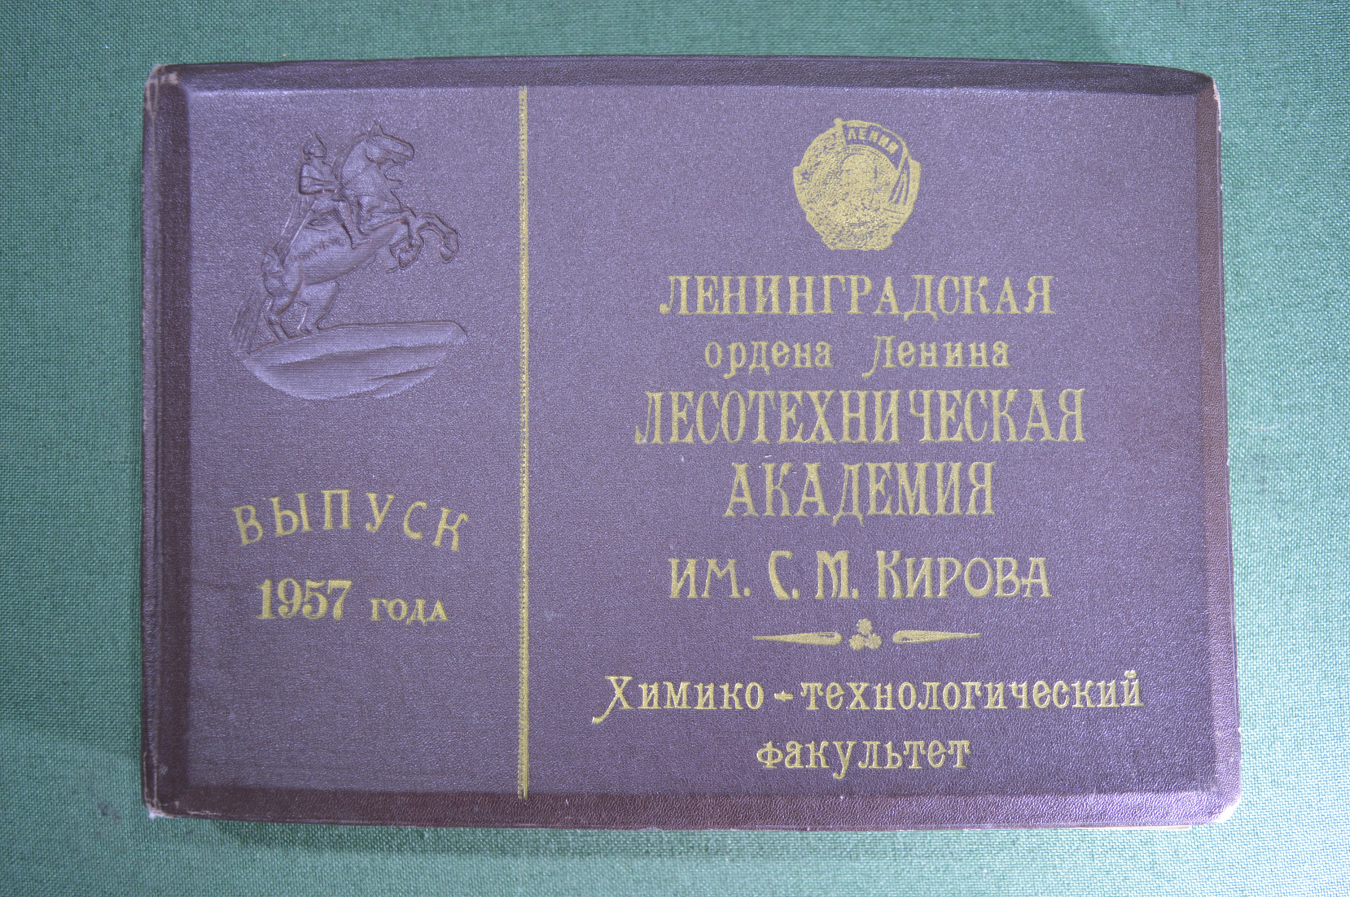 ВЫПУСК
1957 ГОДА
ЛЕНИН
ЛЕНИНГРАДСКАЯ
ордена Ленина
ЛЕСОТЕХНИЧЕСКАЯ
АКАДЕМИЯ
ИМ. С. М. КИРОВА
Химико-технологический
факультет